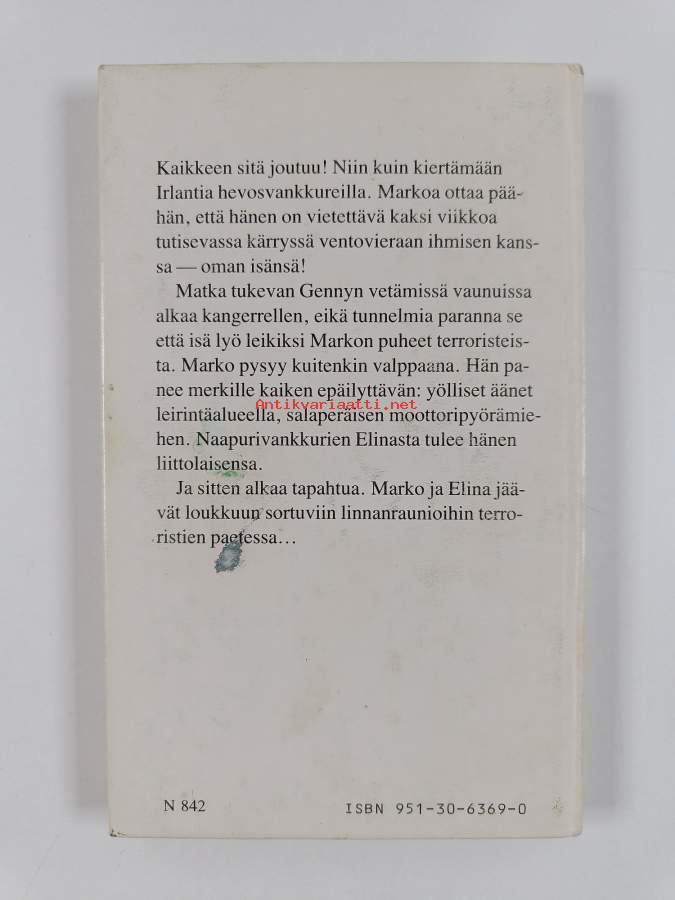 Kaikkeen sitä joutuu! Niin kuin kiertämään
Irlantia hevosvankkureilla. Markoa ottaa pää-
hän, että hänen on vietettävä kaksi viikkoa
tutisevassa kärryssä ventovieraan ihmisen kans-
sa — oman isänsä!
Matka tukevan Gennyn vetämissä vaunuissa
alkaa kangerrellen, eikä tunnelmia paranna se
että isä lyö leikiksi Markon puheet terroristeis-
ta. Marko pysyy kuitenkin valppaana. Hän pa-
nee merkille kaiken epäilyttävän: yölliset äänet
Antikvariaatti.net
leirintäalueella, salaperäisen moottoripyörämie-
hen. Naapurivankkurien Elinasta tulee hänen
liittolaisensa.
Ja sitten alkaa tapahtua. Marko ja Elina jää-
vät loukkuun sortuviin linnanraunioihin terro-
ristien paetessa...
N 842
ISBN 951-30-6369-0